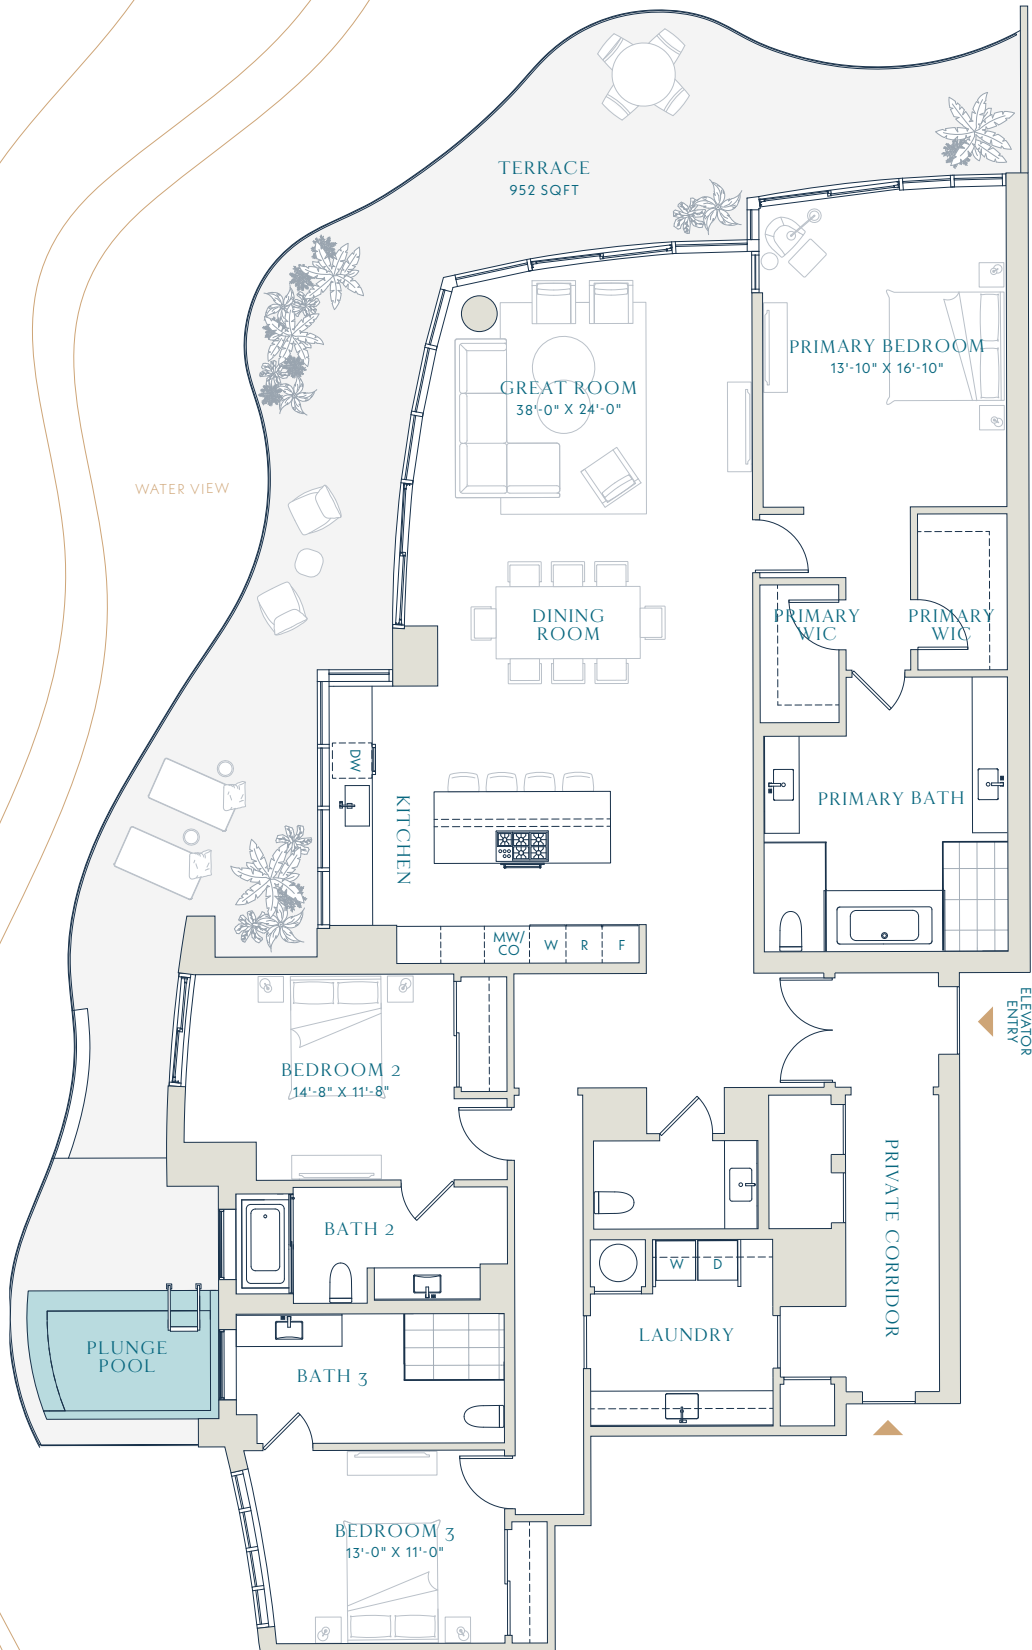 TERRACE
952 SQFT
PRIMARY BEDROOM
13'-10" X 16'-10"
GREAT ROOM
38'-0" X 24'-0"
WATER VIEW
DINING
ROOM
PRIMARY
WIC
PRIMARY
WIC
DW
KITCHEN
PRIMARY BATH
MW/
CO
W
R
F
ELEVATOR
ENTRY
BEDROOM 2
14'-8" X 11'-8"
PRIVATE CORRIDOR
BATH 2
W
D
LAUNDRY
PLUNGE
POOL
BATH 3
BEDROOM 3
13'-0" X 11'-0"